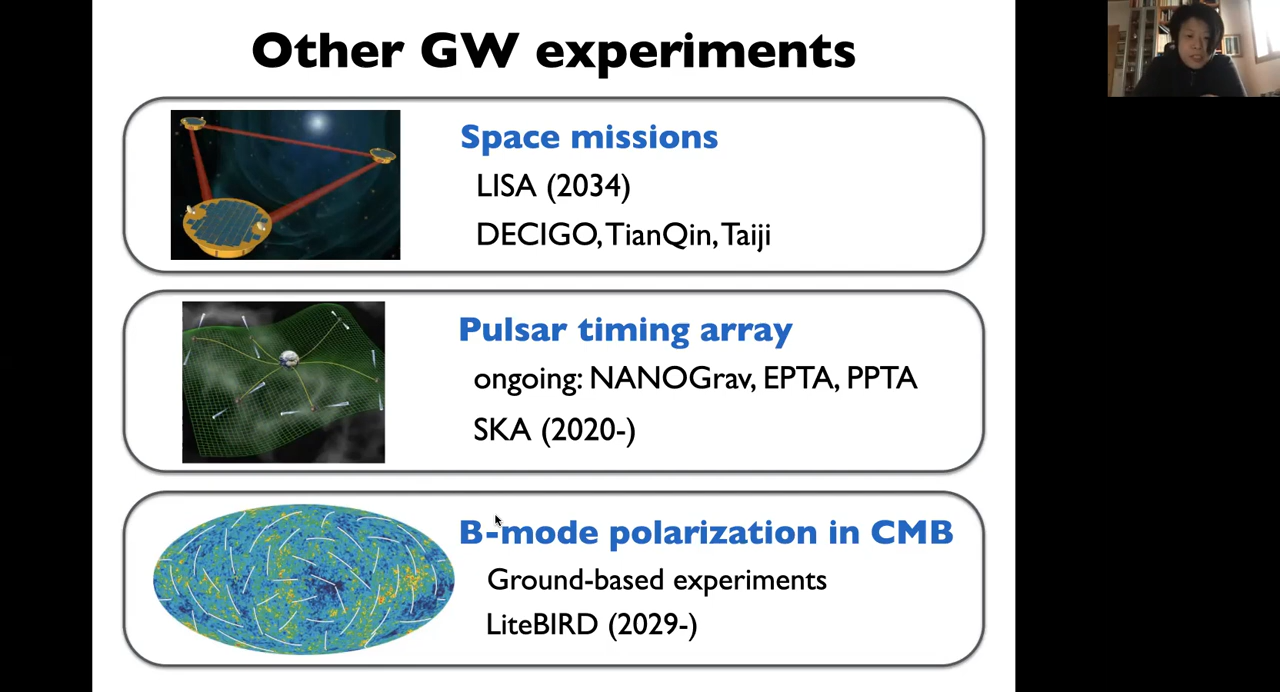 Other GW experiments
Space missions
LISA (2034)
DECIGO, TianQin, Taiji
Pulsar timing array
ongoing: NANOGrav, EPTA, PPTA
SKA (2020-)
B-mode polarization in CMB
Ground-based experiments
LiteBIRD (2029-)